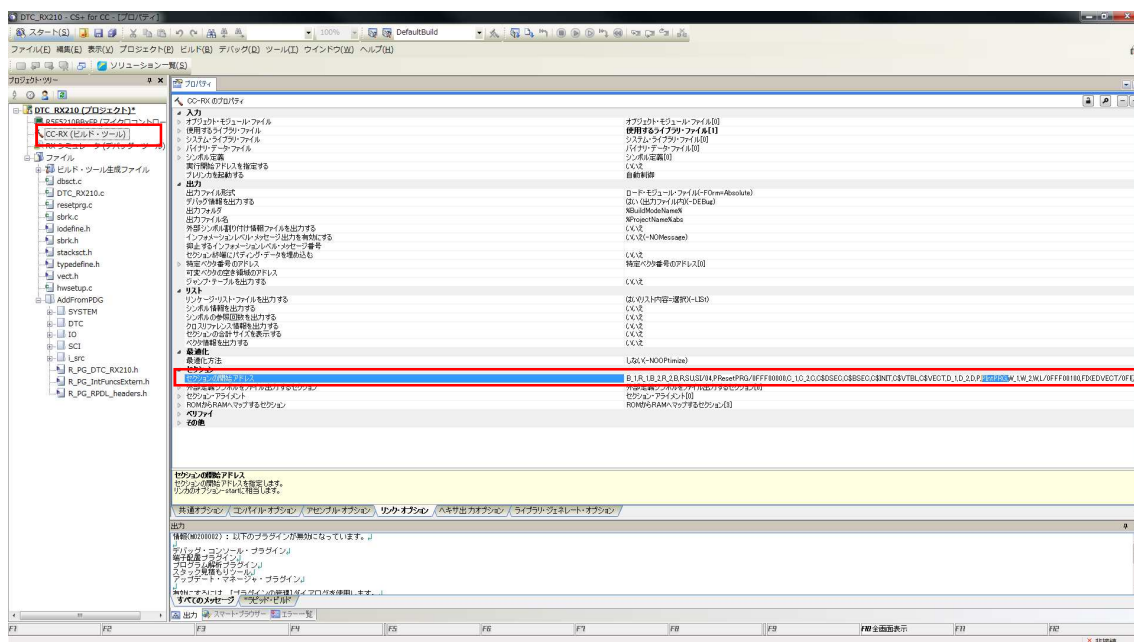 DTC_RX210 - CS+ for CC - [プロパティ]
スタート(S)
100%
DefaultBuild
ファイル(F) 編集(E) 表示(V) プロジェクト(P) ビルド(B) デバッグ(D) ツール(T) ウインドウ(W) ヘルプ(H)
ソリューション一覧(S)
プロジェクト・ツリー
プロパティ
DTC_RX210 (プロジェクト)*
CC-RX (ビルド・ツール)
ファイル
ビルド・ツール生成ファイル
dbsct.c
DTC_RX210.c
resetprg.c
sbrk.c
iodefine.h
sbrk.h
stacksct.h
typedefine.h
vect.h
hwsetup.c
AddFromPDG
SYSTEM
DTC
IO
SCI
i_src
R_PG_DTC_RX210.h
R_PG_IntFuncsExtern.h
R_PG_RPDL_headers.h
CC-RX のプロパティ
入力
オブジェクト・モジュール・ファイル オブジェクト・モジュール・ファイル[0]
使用するライブラリ・ファイル 使用するライブラリ・ファイル[1]
システム・ライブラリ・ファイル システム・ライブラリ・ファイル[0]
バイナリ・データ・ファイル バイナリ・データ・ファイル[0]
シンボル定義 シンボル定義[0]
実行開始アドレスを指定する いいえ
プレリンカを起動する 自動制御
出力
出力ファイル形式 ロード・モジュール・ファイル(-FOrm=Absolute)
デバッグ情報を出力する はい(出力ファイル内)(-DEBug)
出力フォルダ %BuildModeName%
出力ファイル名 %ProjectName%.abs
外部シンボル割り付け情報ファイルを出力する いいえ
インフォメーションレベル・メッセージ出力を有効にする いいえ(-NOMessage)
抑止するインフォメーションレベル・メッセージ番号
セクション終端にパディング・データを埋め込む いいえ
特定ベクタ番号のアドレス 特定ベクタ番号のアドレス[0]
可変ベクタの空き領域のアドレス
ジャンプ・テーブルを出力する いいえ
リスト
リンケージ・リスト・ファイルを出力する はい(リスト内容=選択)(-LISt)
シンボル情報を出力する いいえ
シンボルの参照回数を出力する いいえ
クロスリファレンス情報を出力する いいえ
セクションの合計サイズを表示する いいえ
ベクタ情報を出力する いいえ
最適化
最適化方法 しない(-NOOPtimize)
セクション
セクションの開始アドレス B_1,R_1,B_2,R_2,B,R,SU,SI/04,PResetPRG/0FFF00000,C_1,C_2,C,C$DSEC,C$BSEC,C$INIT,C$VTBL,C$VECT,D_1,D_2,D,P,PIntPRG,W_1,W_2,W,L/0FFF00100,FIXEDVECT/0FF
外部定義シンボルをファイル出力するセクション 外部定義シンボルをファイル出力するセクション[0]
セクション・アライメント セクション・アライメント[0]
ROMからRAMへマップするセクション ROMからRAMへマップするセクション[3]
ベリファイ
その他
セクションの開始アドレス
セクションの開始アドレスを指定します。
リンカのオプション-startに相当します。
共通オプション コンパイル・オプション アセンブル・オプション リンク・オプション ヘキサ出力オプション ライブラリ・ジェネレート・オプション
出力
情報(M0200002) : 以下のプラグインが無効になっています。
デバッグ・コンソール・プラグイン
端子配置プラグイン
プログラム解析プラグイン
スタック見積もりツール
アップデート・マネージャ・プラグイン
有効にするには、[プラグインの管理]ダイアログを使用します。
すべてのメッセージ *ラピッド・ビルド
出力 スマート・ブラウザー エラー一覧
F1 F2 F3 F4 F5 F6 F7 F8 F9 F10 全画面表示 F11 F12
非接続